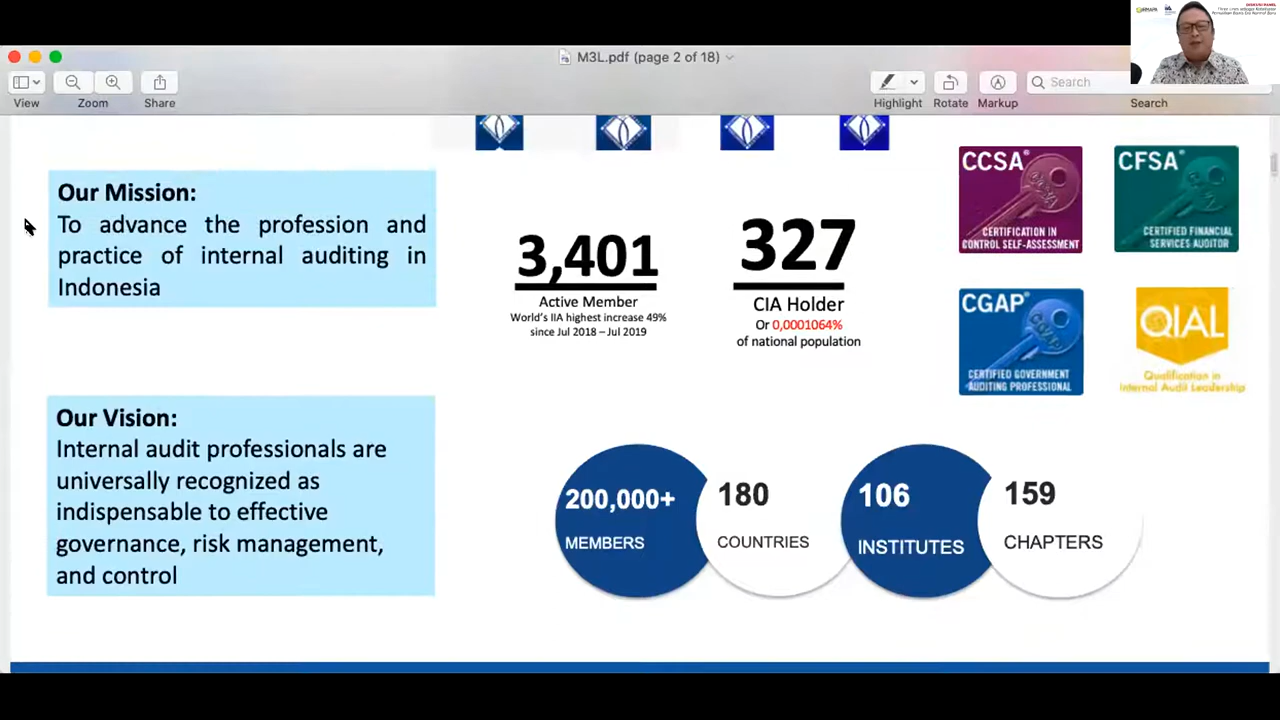 M3L.pdf (page 2 of 18)
View
Zoom
Share
Highlight
Rotate
Markup
Search
Search
Our Mission:
To advance the profession and
practice of internal auditing in
Indonesia
3,401
Active Member
World's IIA highest increase 49%
since Jul 2018 – Jul 2019
327
CIA Holder
Or 0,0001064%
of national population
CCSA®
CERTIFICATION IN
CONTROL SELF-ASSESSMENT
CFSA®
CERTIFIED FINANCIAL
SERVICES AUDITOR
CGAP®
CERTIFIED GOVERNMENT
AUDITING PROFESSIONAL
QIAL
Qualification in
Internal Audit Leadership
Our Vision:
Internal audit professionals are
universally recognized as
indispensable to effective
governance, risk management,
and control
200,000+
MEMBERS
180
COUNTRIES
106
INSTITUTES
159
CHAPTERS